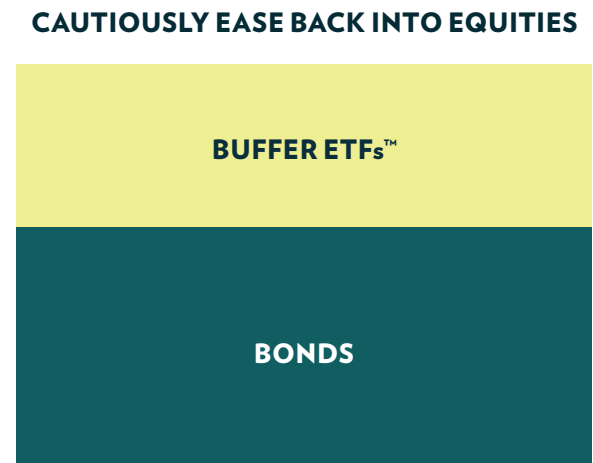 CAUTIOUSLY EASE BACK INTO EQUITIES
BUFFER ETFs™
BONDS